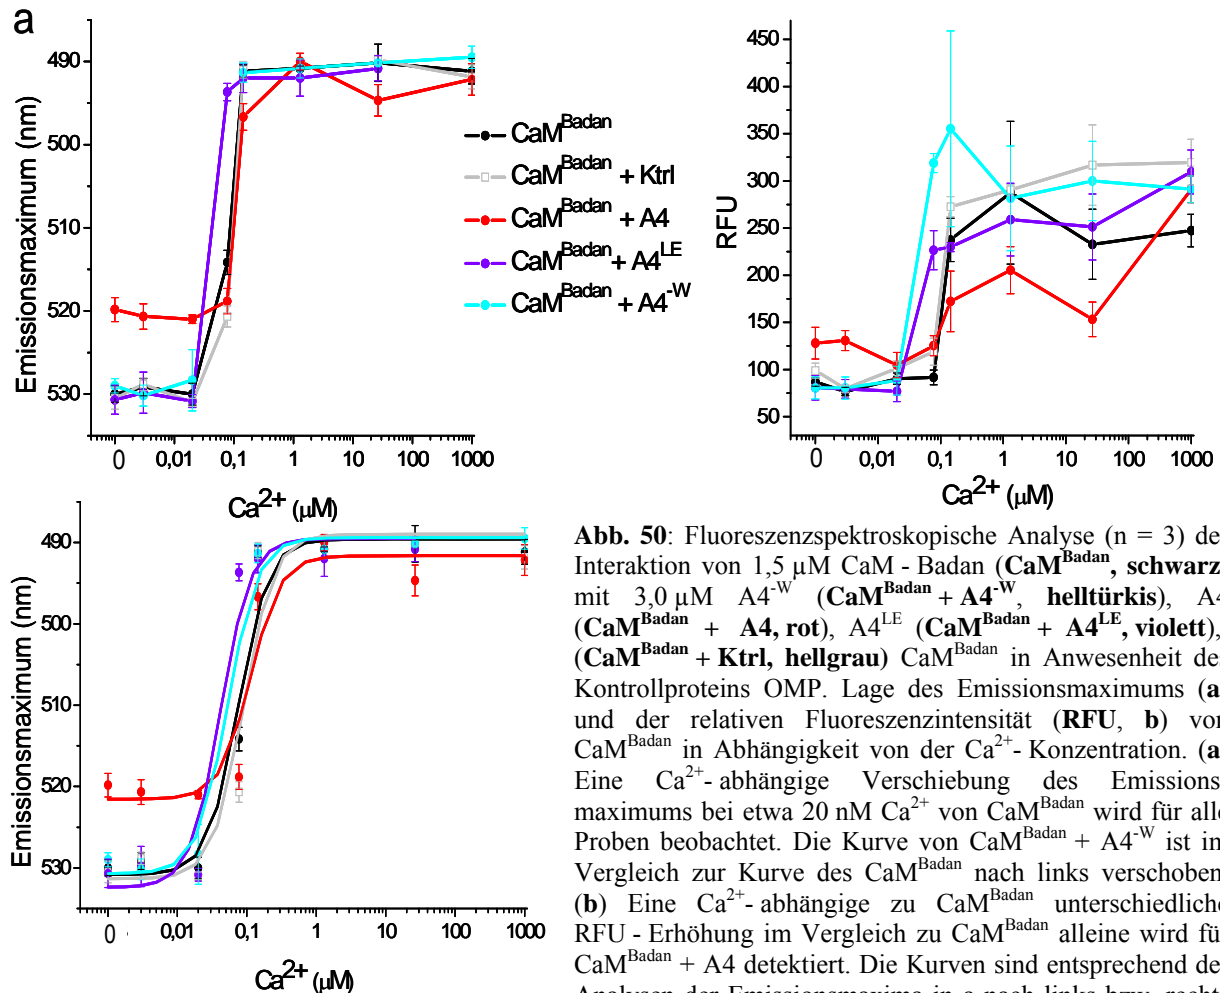 a
490
500
510
520
530
Emissionsmaximum (nm)
0
0,01
0,1
1
10
100
1000
Ca2+ (µM)
CaMBadan
CaMBadan + Ktrl
CaMBadan + A4
CaMBadan + A4LE
CaMBadan + A4-W
450
400
350
300
250
200
150
100
50
RFU
0
0,01
0,1
1
10
100
1000
Ca2+ (µM)
490
500
510
520
530
Emissionsmaximum (nm)
0
0,01
0,1
1
10
100
1000
Ca2+ (µM)
Abb. 50: Fluoreszenzspektroskopische Analyse (n = 3) de
Interaktion von 1,5 µM CaM - Badan (CaMBadan, schwarz
mit 3,0 µM A4-W (CaMBadan + A4-W, helltürkis), A4
(CaMBadan + A4, rot), A4LE (CaMBadan + A4LE, violett),
(CaMBadan + Ktrl, hellgrau) CaMBadan in Anwesenheit de
Kontrollproteins OMP. Lage des Emissionsmaximums (a
und der relativen Fluoreszenzintensität (RFU, b) von
CaMBadan in Abhängigkeit von der Ca2+- Konzentration. (a
Eine Ca2+- abhängige Verschiebung des Emissions
maximums bei etwa 20 nM Ca2+ von CaMBadan wird für alle
Proben beobachtet. Die Kurve von CaMBadan + A4-W ist im
Vergleich zur Kurve des CaMBadan nach links verschoben
(b) Eine Ca2+- abhängige zu CaMBadan unterschiedliche
RFU - Erhöhung im Vergleich zu CaMBadan alleine wird fü
CaMBadan + A4 detektiert. Die Kurven sind entsprechend de